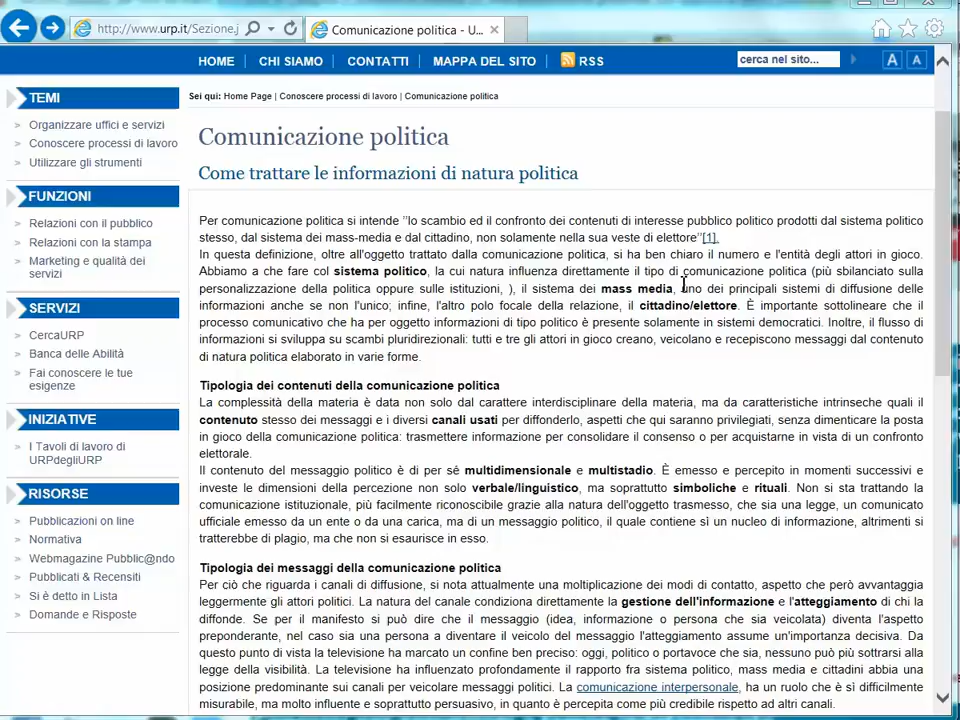 http://www.urp.it/Sezione.j
Comunicazione politica - U...
HOME
CHI SIAMO
CONTATTI
MAPPA DEL SITO
RSS
cerca nel sito...
A
A
TEMI
> Organizzare uffici e servizi
> Conoscere processi di lavoro
> Utilizzare gli strumenti
FUNZIONI
> Relazioni con il pubblico
> Relazioni con la stampa
> Marketing e qualità dei
servizi
SERVIZI
> CercaURP
> Banca delle Abilità
> Fai conoscere le tue
esigenze
INIZIATIVE
> I Tavoli di lavoro di
URPdegliURP
RISORSE
> Pubblicazioni on line
> Normativa
> Webmagazine Pubblic@ndo
> Pubblicati & Recensiti
> Si è detto in Lista
> Domande e Risposte
Sei qui: Home Page | Conoscere processi di lavoro | Comunicazione politica
Comunicazione politica
Come trattare le informazioni di natura politica
Per comunicazione politica si intende "lo scambio ed il confronto dei contenuti di interesse pubblico politico prodotti dal sistema politico
stesso, dal sistema dei mass-media e dal cittadino, non solamente nella sua veste di elettore"[1].
In questa definizione, oltre all'oggetto trattato dalla comunicazione politica, si ha ben chiaro il numero e l'entità degli attori in gioco.
Abbiamo a che fare col sistema politico, la cui natura influenza direttamente il tipo di comunicazione politica (più sbilanciato sulla
personalizzazione della politica oppure sulle istituzioni, ), il sistema dei mass media, uno dei principali sistemi di diffusione delle
informazioni anche se non l'unico; infine, l'altro polo focale della relazione, il cittadino/elettore. È importante sottolineare che il
processo comunicativo che ha per oggetto informazioni di tipo politico è presente solamente in sistemi democratici. Inoltre, il flusso di
informazioni si sviluppa su scambi pluridirezionali: tutti e tre gli attori in gioco creano, veicolano e recepiscono messaggi dal contenuto
di natura politica elaborato in varie forme.
Tipologia dei contenuti della comunicazione politica
La complessità della materia è data non solo dal carattere interdisciplinare della materia, ma da caratteristiche intrinseche quali il
contenuto stesso dei messaggi e i diversi canali usati per diffonderlo, aspetti che qui saranno privilegiati, senza dimenticare la posta
in gioco della comunicazione politica: trasmettere informazione per consolidare il consenso o per acquistarne in vista di un confronto
elettorale.
Il contenuto del messaggio politico è di per sé multidimensionale e multistadio. È emesso e percepito in momenti successivi e
investe le dimensioni della percezione non solo verbale/linguistico, ma soprattutto simboliche e rituali. Non si sta trattando la
comunicazione istituzionale, più facilmente riconoscibile grazie alla natura dell'oggetto trasmesso, che sia una legge, un comunicato
ufficiale emesso da un ente o da una carica, ma di un messaggio politico, il quale contiene sì un nucleo di informazione, altrimenti si
tratterebbe di plagio, ma che non si esaurisce in esso.
Tipologia dei messaggi della comunicazione politica
Per ciò che riguarda i canali di diffusione, si nota attualmente una moltiplicazione dei modi di contatto, aspetto che però avvantaggia
leggermente gli attori politici. La natura del canale condiziona direttamente la gestione dell'informazione e l'atteggiamento di chi la
diffonde. Se per il manifesto si può dire che il messaggio (idea, informazione o persona che sia veicolata) diventa l'aspetto
preponderante, nel caso sia una persona a diventare il veicolo del messaggio l'atteggiamento assume un'importanza decisiva. Da
questo punto di vista la televisione ha marcato un confine ben preciso: oggi, politico o portavoce che sia, nessuno può più sottrarsi alla
legge della visibilità. La televisione ha influenzato profondamente il rapporto fra sistema politico, mass media e cittadini abbia una
posizione predominante sui canali per veicolare messaggi politici. La comunicazione interpersonale, ha un ruolo che è sì difficilmente
misurabile, ma molto influente e soprattutto persuasivo, in quanto è percepita come più credibile rispetto ad altri canali.